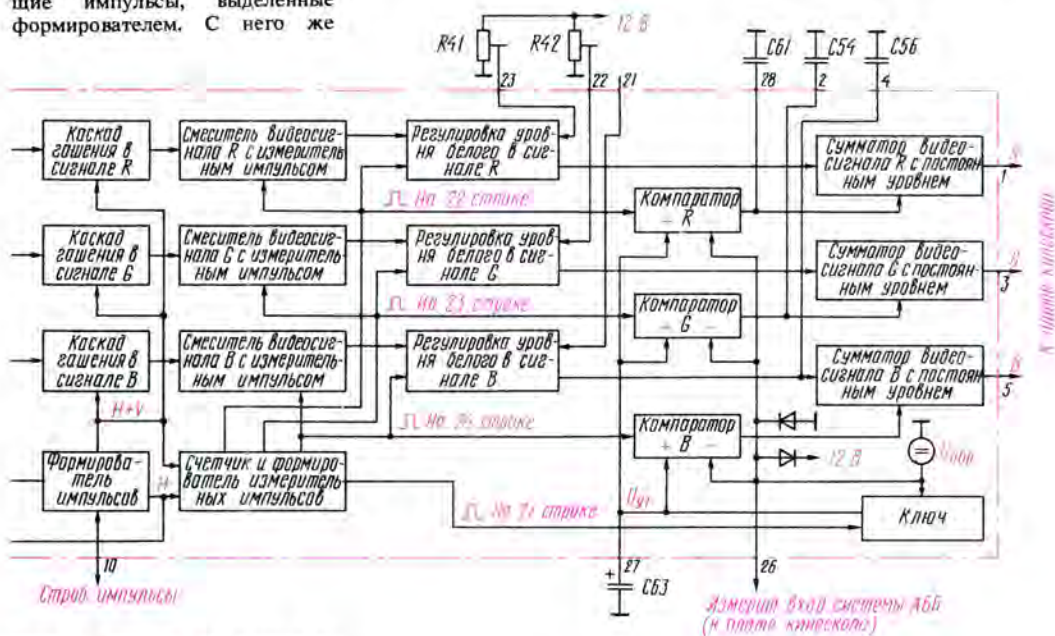 щие импульсы, выделенные
формирователем. С него же
R41
R42
12 В
C61
C54
C56
23
22
21
28
2
4
Каскад
гашения в
сигнале R
Смеситель видеосиг-
нала R с измеритель-
ным импульсом
Регулировка уров-
ня белого в сиг-
нале R
Сумматор видео-
сигнала R с постоян-
ным уровнем
R
1
На 22 строке
Компаратор
+ R -
Каскад
гашения в
сигнале G
Смеситель видеосиг-
нала G с измеритель-
ным импульсом
Регулировка уров-
ня белого в сиг-
нале G
Сумматор видео-
сигнала G с постоян-
ным уровнем
G
3
На 23 строке
Компаратор
+ G -
Каскад
гашения в
сигнале B
Смеситель видеосиг-
нала B с измеритель-
ным импульсом
Регулировка уров-
ня белого в сиг-
нале B
Сумматор видео-
сигнала B с постоян-
ным уровнем
B
5
К плате кинескопа
H+V
На 24 строке
Компаратор
+ B -
12 В
Uобр
Формирова-
тель
импульсов
H
Счетчик и формиро-
ватель измеритель-
ных импульсов
На 21 строке
Uут
Ключ
10
27
26
Строб. импульсы
+
C63
Измерит вход системы АББ
(к плате кинескопа)